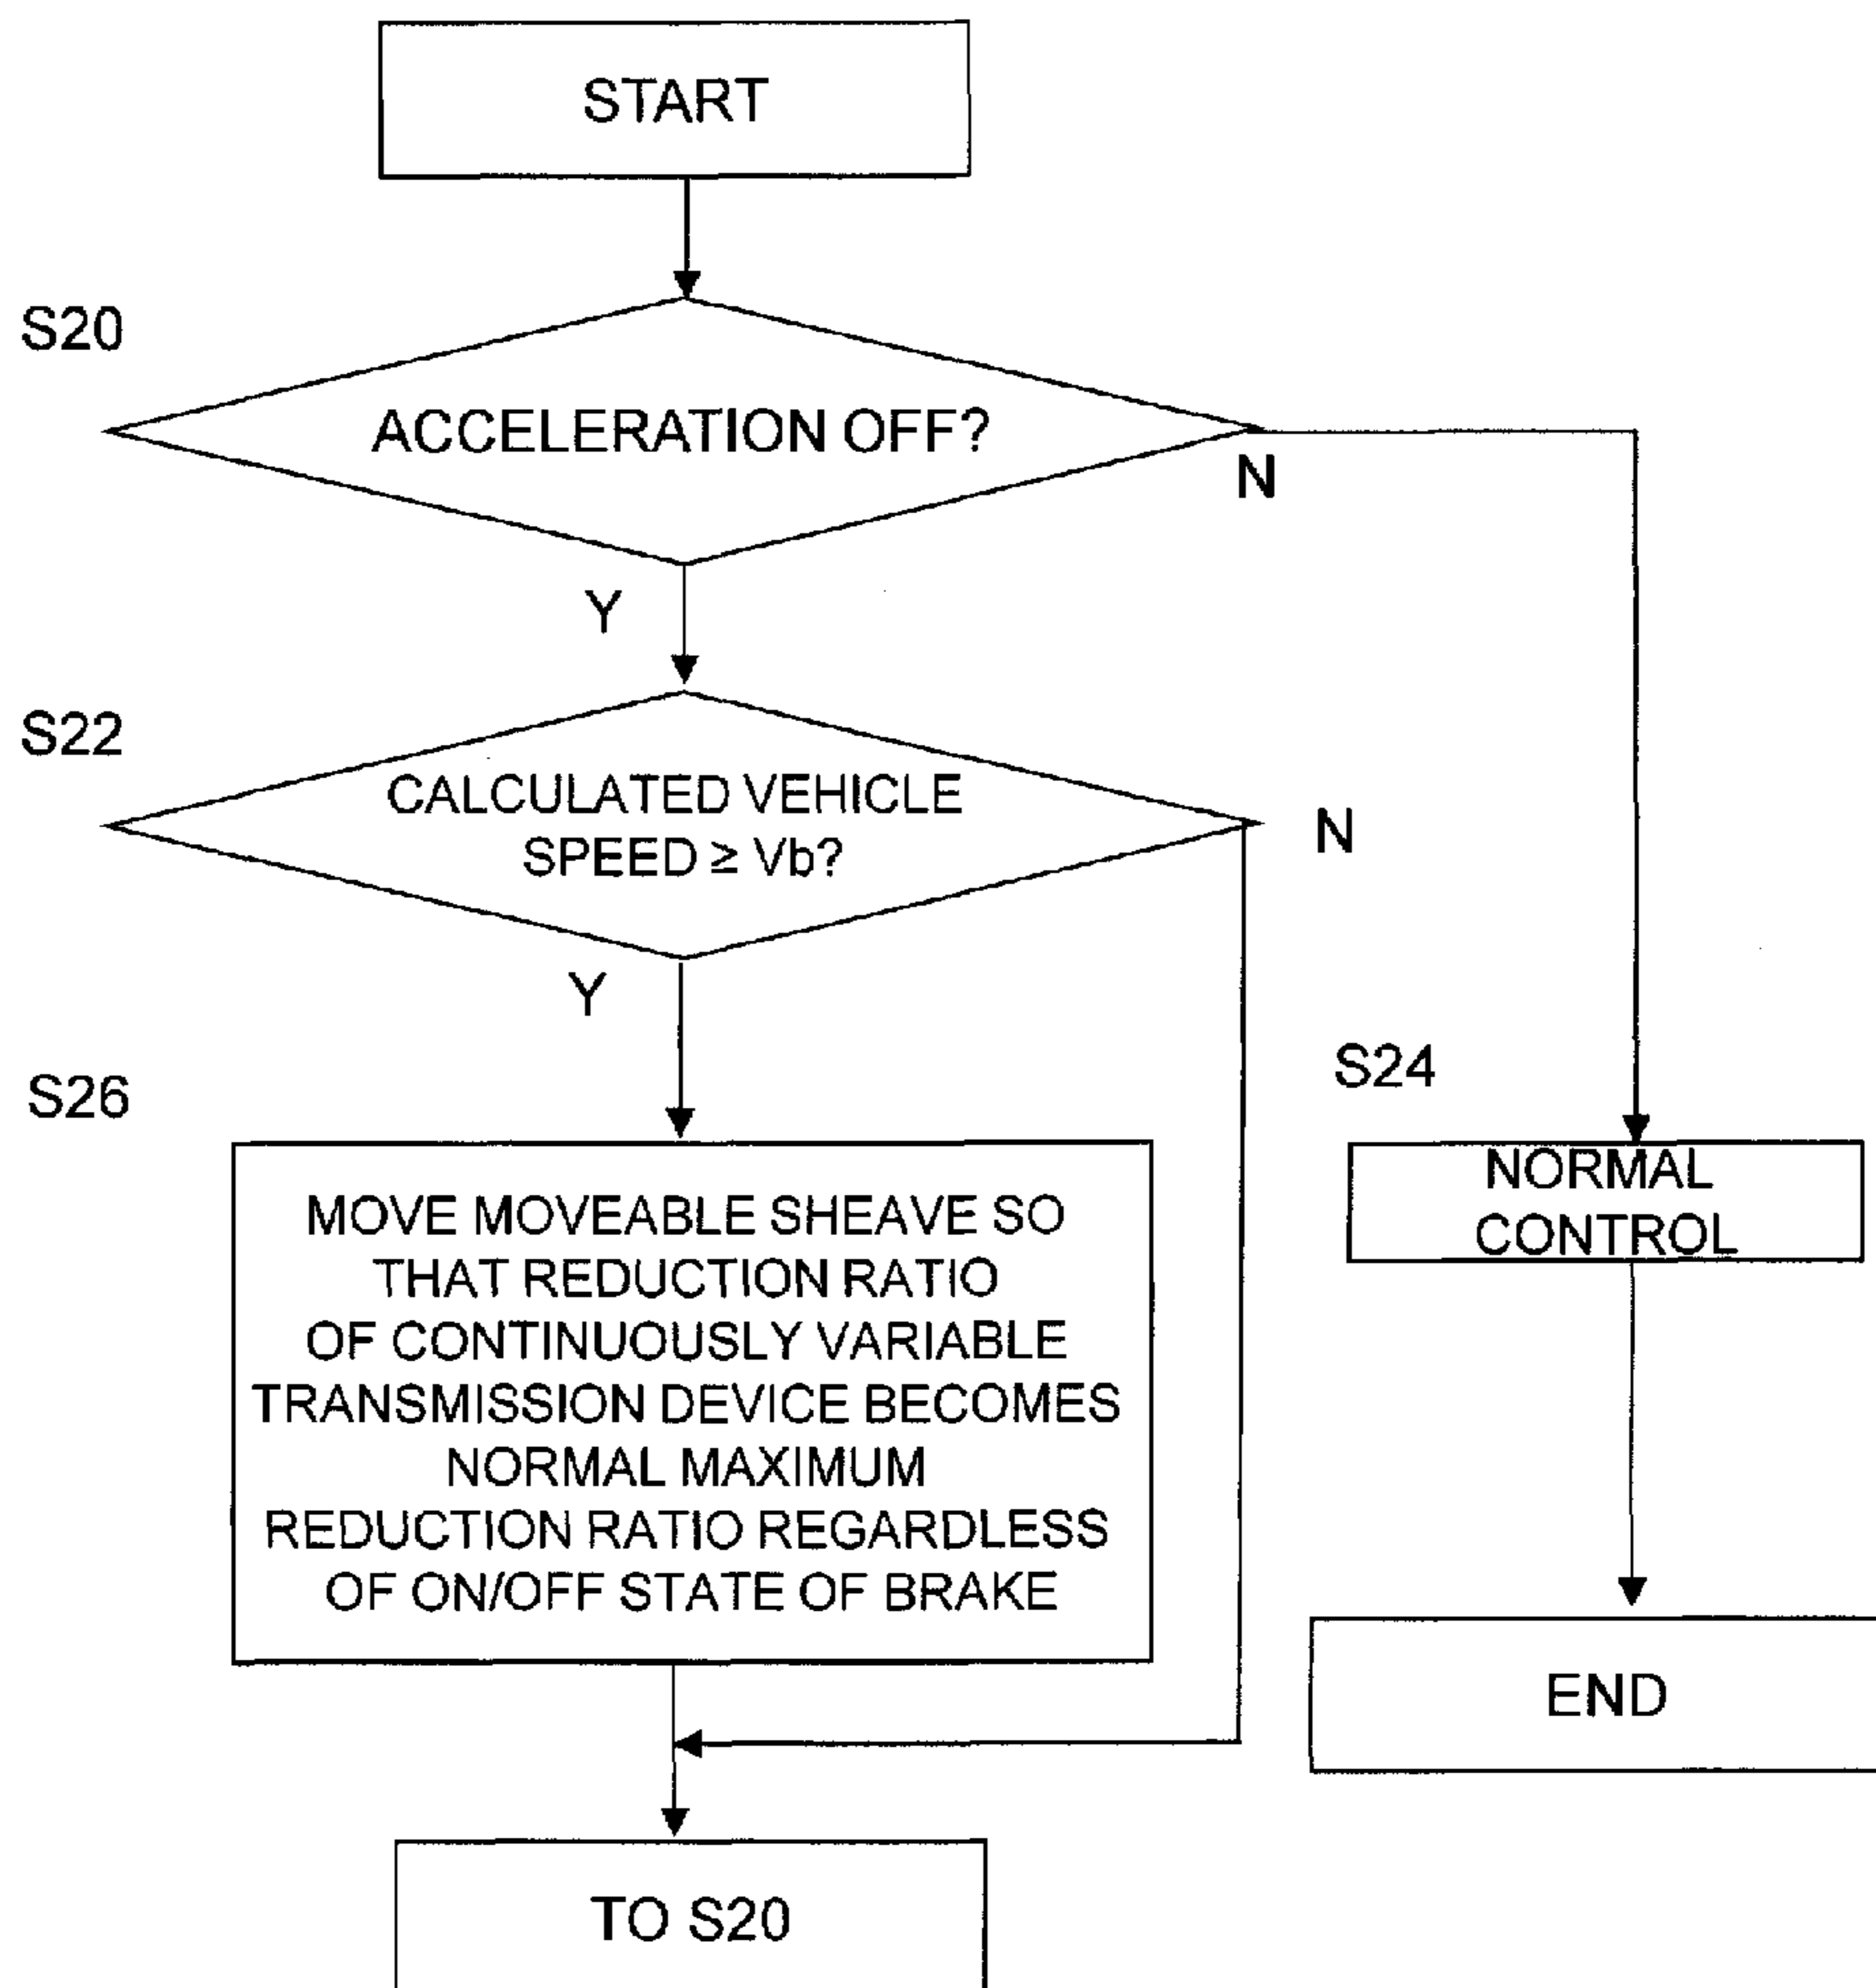 START
S20
ACCELERATION OFF?
N
Y
S22
CALCULATED VEHICLE
SPEED ≥ Vb?
N
Y
S26
S24
NORMAL
CONTROL
MOVE MOVEABLE SHEAVE SO
THAT REDUCTION RATIO
OF CONTINUOUSLY VARIABLE
TRANSMISSION DEVICE BECOMES
NORMAL MAXIMUM
REDUCTION RATIO REGARDLESS
OF ON/OFF STATE OF BRAKE
END
TO S20